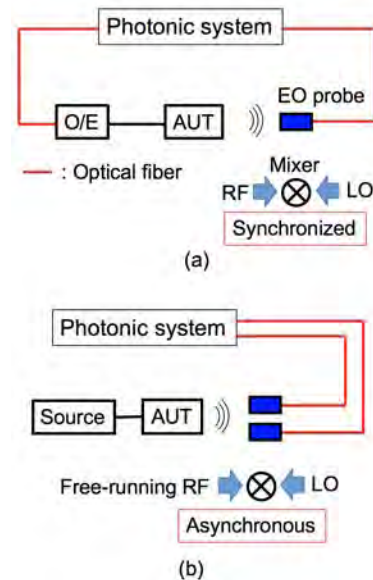 Photonic system
EO probe
O/E
AUT
: Optical fiber
Mixer
RF
LO
Synchronized
(a)
Photonic system
Source
AUT
Free-running RF
LO
Asynchronous
(b)